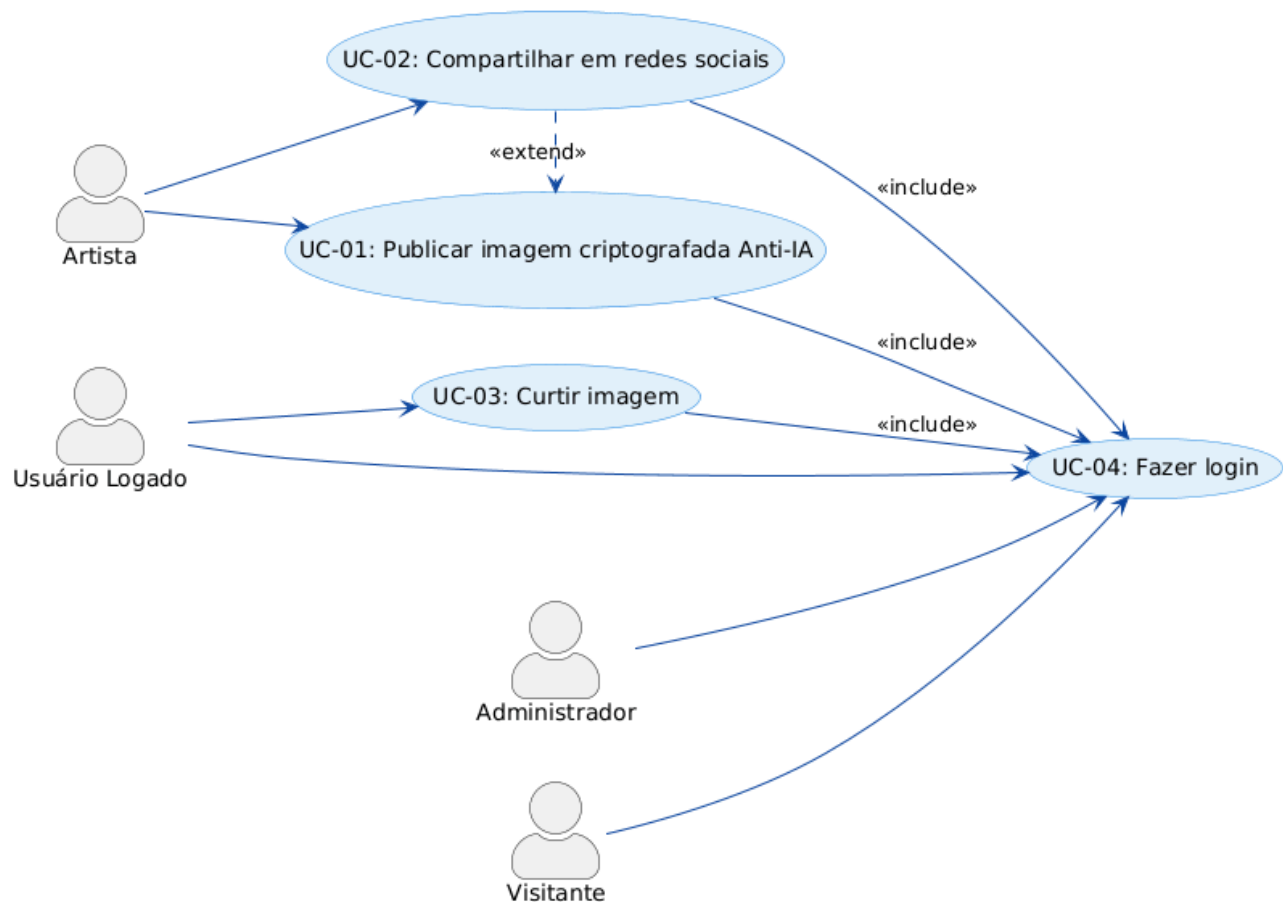 UC-02: Compartilhar em redes sociais
«extend»
«include»
Artista
UC-01: Publicar imagem criptografada Anti-IA
«include»
UC-03: Curtir imagem
«include»
Usuário Logado
UC-04: Fazer login
Administrador
Visitante